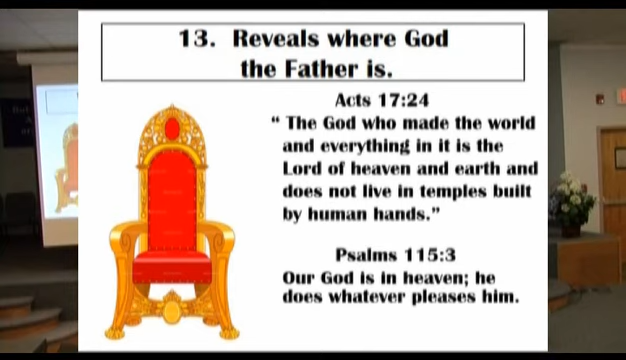 13. Reveals where God
the Father is.
Acts 17:24
“ The God who made the world
and everything in it is the
Lord of heaven and earth and
does not live in temples built
by human hands.”
Psalms 115:3
Our God is in heaven; he
does whatever pleases him.